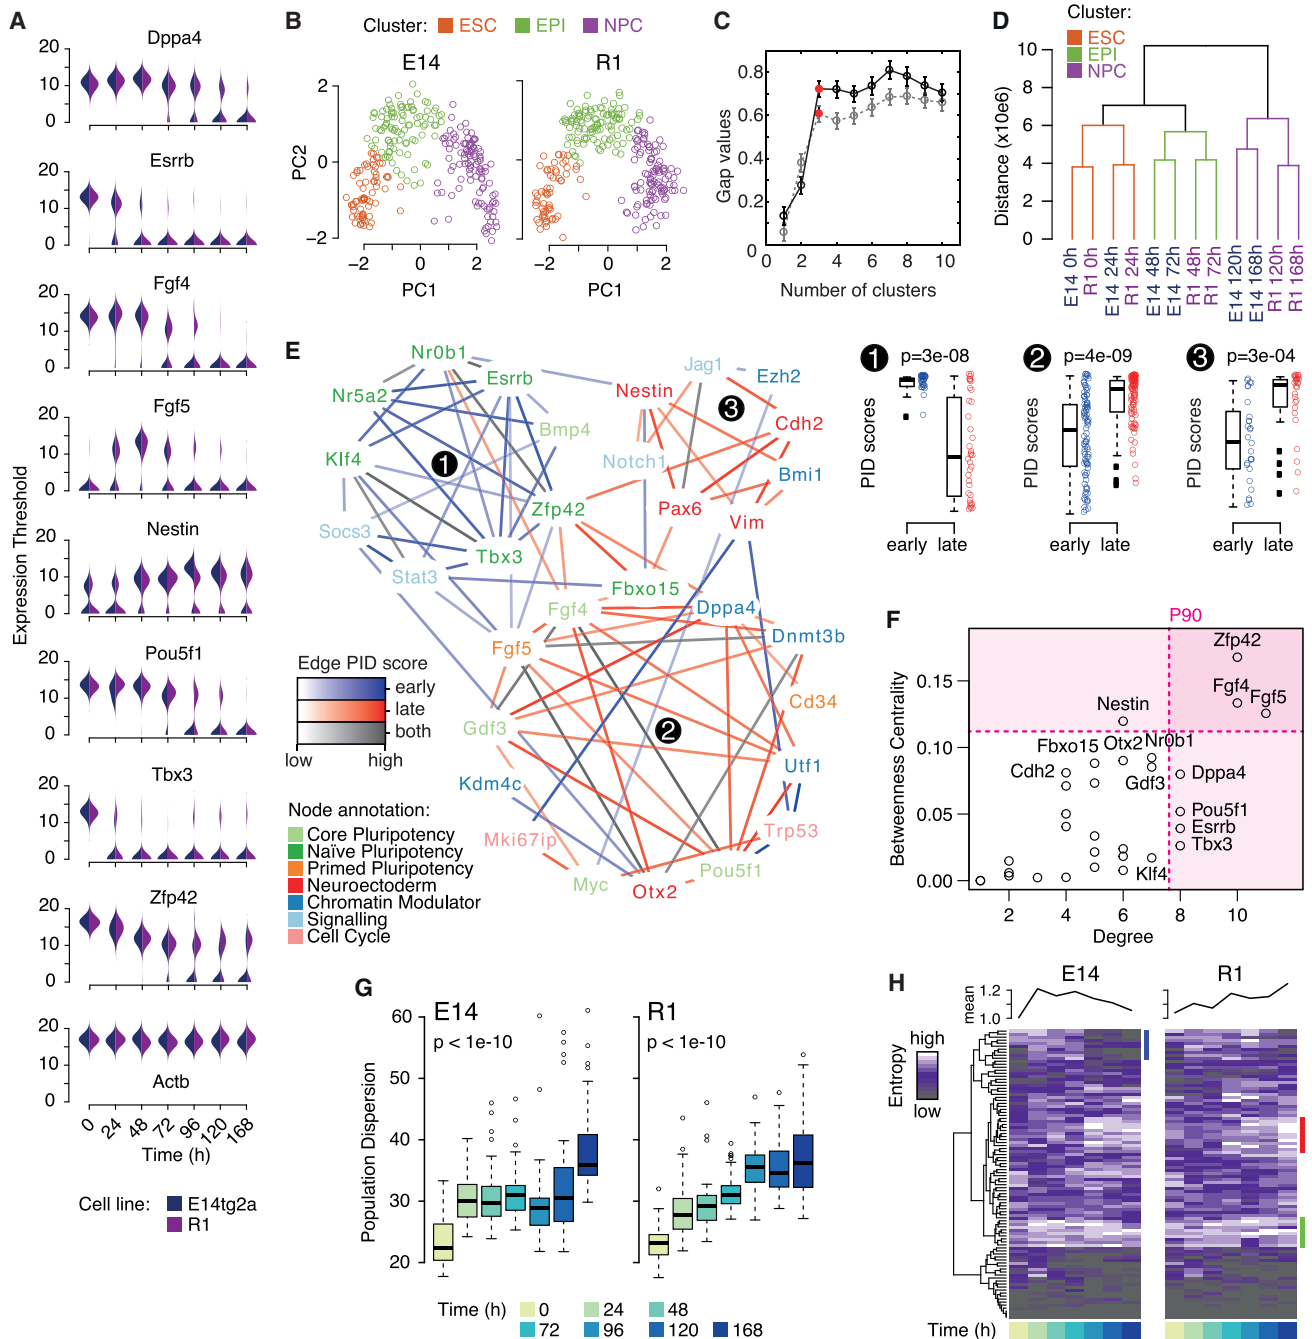 A
Dppa4
20
10
0
Esrrb
20
10
0
Fgf4
20
10
0
Fgf5
20
10
0
Nestin
20
10
0
Pou5f1
20
10
0
Tbx3
20
10
0
Zfp42
20
10
0
20
10
Actb
0
Expression Threshold
0 24 48 72 96 120 168
Time (h)
Cell line:
E14tg2a
R1
B
Cluster: ESC EPI NPC
E14
R1
2
0
−2
PC2
−2 0 2
PC1
−2 0 2
PC1
C
0.8
0.6
0.4
0.2
0
Gap values
0 2 4 6 8 10
Number of clusters
D
Cluster:
ESC
EPI
NPC
10
8
6
4
2
0
Distance (x10e6)
E14 0h
R1 0h
E14 24h
R1 24h
E14 48h
E14 72h
R1 48h
R1 72h
E14 120h
E14 168h
R1 120h
R1 168h
E
Nr0b1
Esrrb
Nr5a2
Bmp4
Klf4
1
Zfp42
Socs3
Tbx3
Stat3
Jag1
Ezh2
Nestin
3
Cdh2
Notch1
Bmi1
Pax6
Vim
Fbxo15
Fgf4
Dppa4
Dnmt3b
Fgf5
Cd34
Gdf3
2
Utf1
Kdm4c
Mki67ip
Trp53
Myc
Otx2
Pou5f1
Edge PID score
early
late
both
low
high
Node annotation:
Core Pluripotency
Naïve Pluripotency
Primed Pluripotency
Neuroectoderm
Chromatin Modulator
Signalling
Cell Cycle
1
p=3e-08
PID scores
early late
2
p=4e-09
PID scores
early late
3
p=3e-04
PID scores
early late
F
P90
Zfp42
Fgf4
Fgf5
Nestin
Fbxo15
Otx2
Nr0b1
Cdh2
Gdf3
Dppa4
Pou5f1
Esrrb
Tbx3
Klf4
0.15
0.10
0.05
0.00
Betweenness Centrality
2 4 6 8 10
Degree
G
E14
p < 1e-10
R1
p < 1e-10
60
50
40
30
20
Population Dispersion
Time (h)
0
24
48
72
96
120
168
H
E14
R1
mean
1.2
1.0
Entropy
high
low
Time (h)